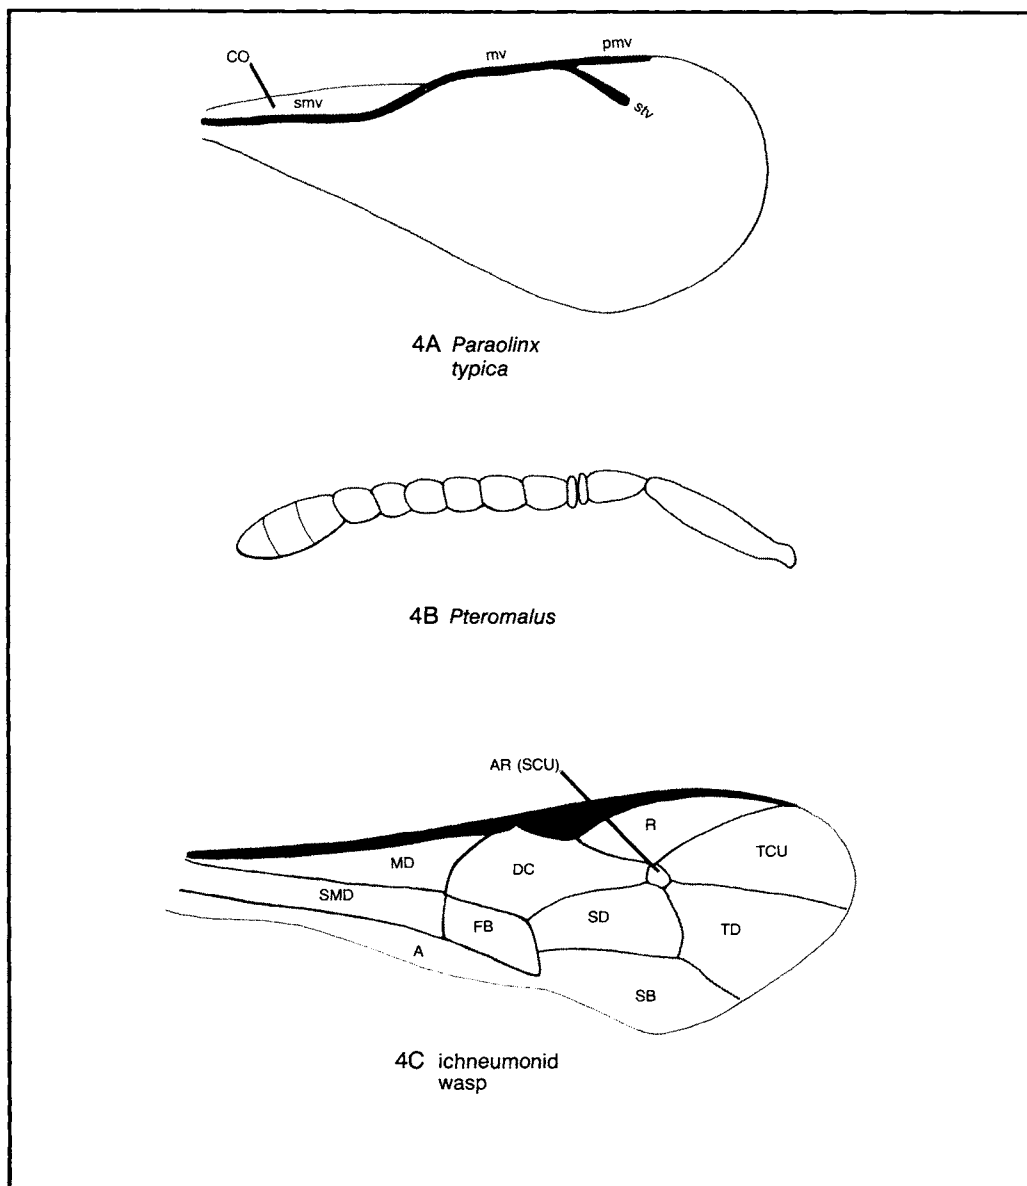 CO
smv
mv
pmv
stv
4A Paraolinx
typica
4B Pteromalus
AR (SCU)
R
MD
DC
TCU
SMD
FB
SD
TD
A
SB
4C ichneumonid
wasp